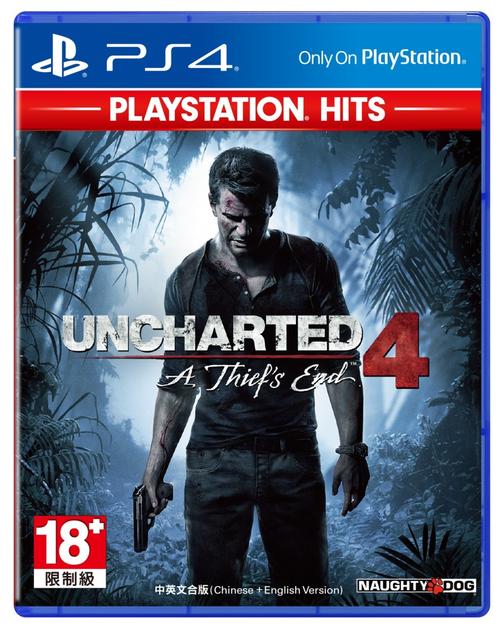 PS4
Only On PlayStation®
PLAYSTATION® HITS
UNCHARTED 4
A Thief's End™
18+
限制級
中英文合版(Chinese + English Version)
NAUGHTY DOG